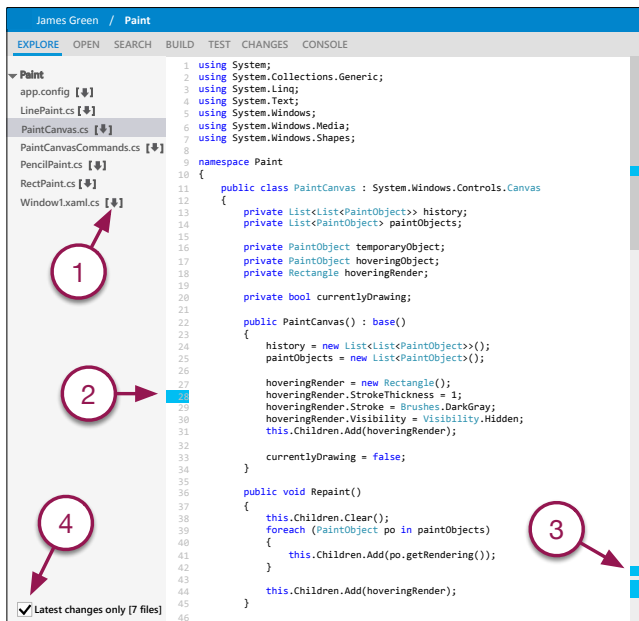 James Green / Paint
EXPLORE OPEN SEARCH BUILD TEST CHANGES CONSOLE
Paint
app.config [⬇]
LinePaint.cs [⬇]
PaintCanvas.cs [⬇]
PaintCanvasCommands.cs [⬇]
PencilPaint.cs [⬇]
RectPaint.cs [⬇]
Window1.xaml.cs [⬇]
1
2
4
Latest changes only [7 files]
1 using System;
2 using System.Collections.Generic;
3 using System.Linq;
4 using System.Text;
5 using System.Windows;
6 using System.Windows.Media;
7 using System.Windows.Shapes;
8
9 namespace Paint
10 {
11 public class PaintCanvas : System.Windows.Controls.Canvas
12 {
13 private List<List<PaintObject>> history;
14 private List<PaintObject> paintObjects;
15
16 private PaintObject temporaryObject;
17 private PaintObject hoveringObject;
18 private Rectangle hoveringRender;
19
20 private bool currentlyDrawing;
21
22 public PaintCanvas() : base()
23 {
24 history = new List<List<PaintObject>>();
25 paintObjects = new List<PaintObject>();
26
27 hoveringRender = new Rectangle();
28 hoveringRender.StrokeThickness = 1;
29 hoveringRender.Stroke = Brushes.DarkGray;
30 hoveringRender.Visibility = Visibility.Hidden;
31 this.Children.Add(hoveringRender);
32
33 currentlyDrawing = false;
34 }
35
36 public void Repaint()
37 {
38 this.Children.Clear();
39 foreach (PaintObject po in paintObjects)
40 {
41 this.Children.Add(po.getRendering());
42 }
43
44 this.Children.Add(hoveringRender);
45 }
46
3